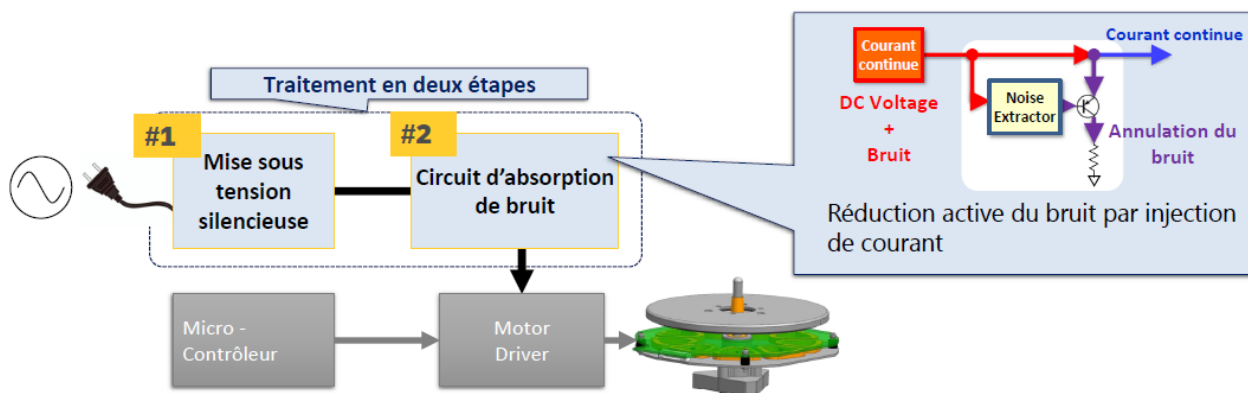 Traitement en deux étapes
#1
Mise sous
tension
silencieuse
#2
Circuit d'absorption
de bruit
Micro -
Contrôleur
Motor
Driver
Courant
continue
Courant continue
DC Voltage
+
Bruit
Noise
Extractor
Annulation du
bruit
Réduction active du bruit par injection
de courant